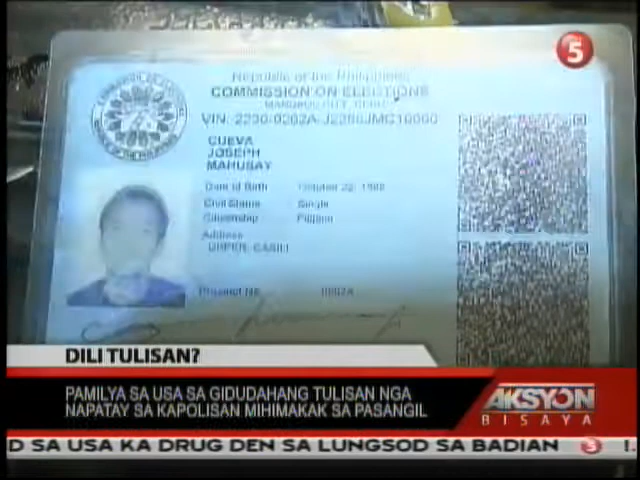 5
Republic of the Philippines
COMMISSION ON ELECTIONS
CUEVA
JOSEPH
MAHUSAY
Date of Birth
Civil Status Single
Citizenship Filipino
Address
Precinct No.
DILI TULISAN?
PAMILYA SA USA SA GIDUDAHANG TULISAN NGA
NAPATAY SA KAPOLISAN MIHIMAKAK SA PASANGIL
AKSYON
BISAYA
D SA USA KA DRUG DEN SA LUNGSOD SA BADIAN 5